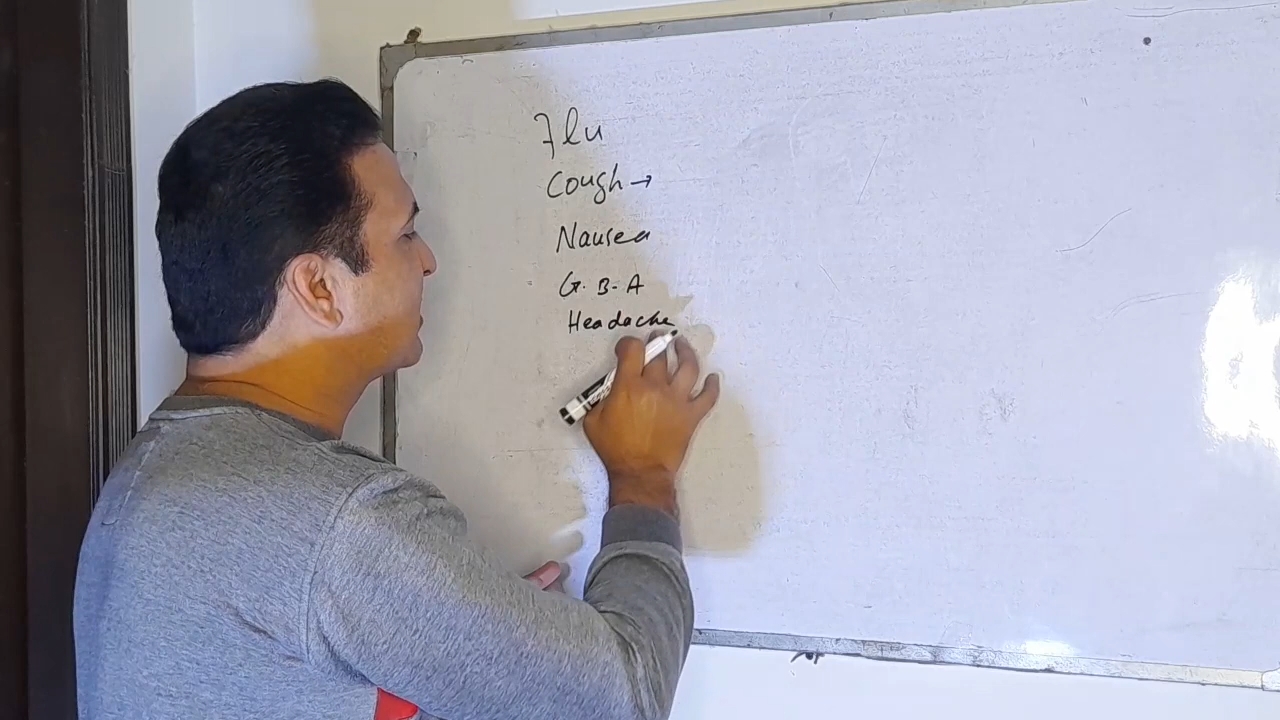 Flu
Cough →
Nausea
G. B. A
Headache